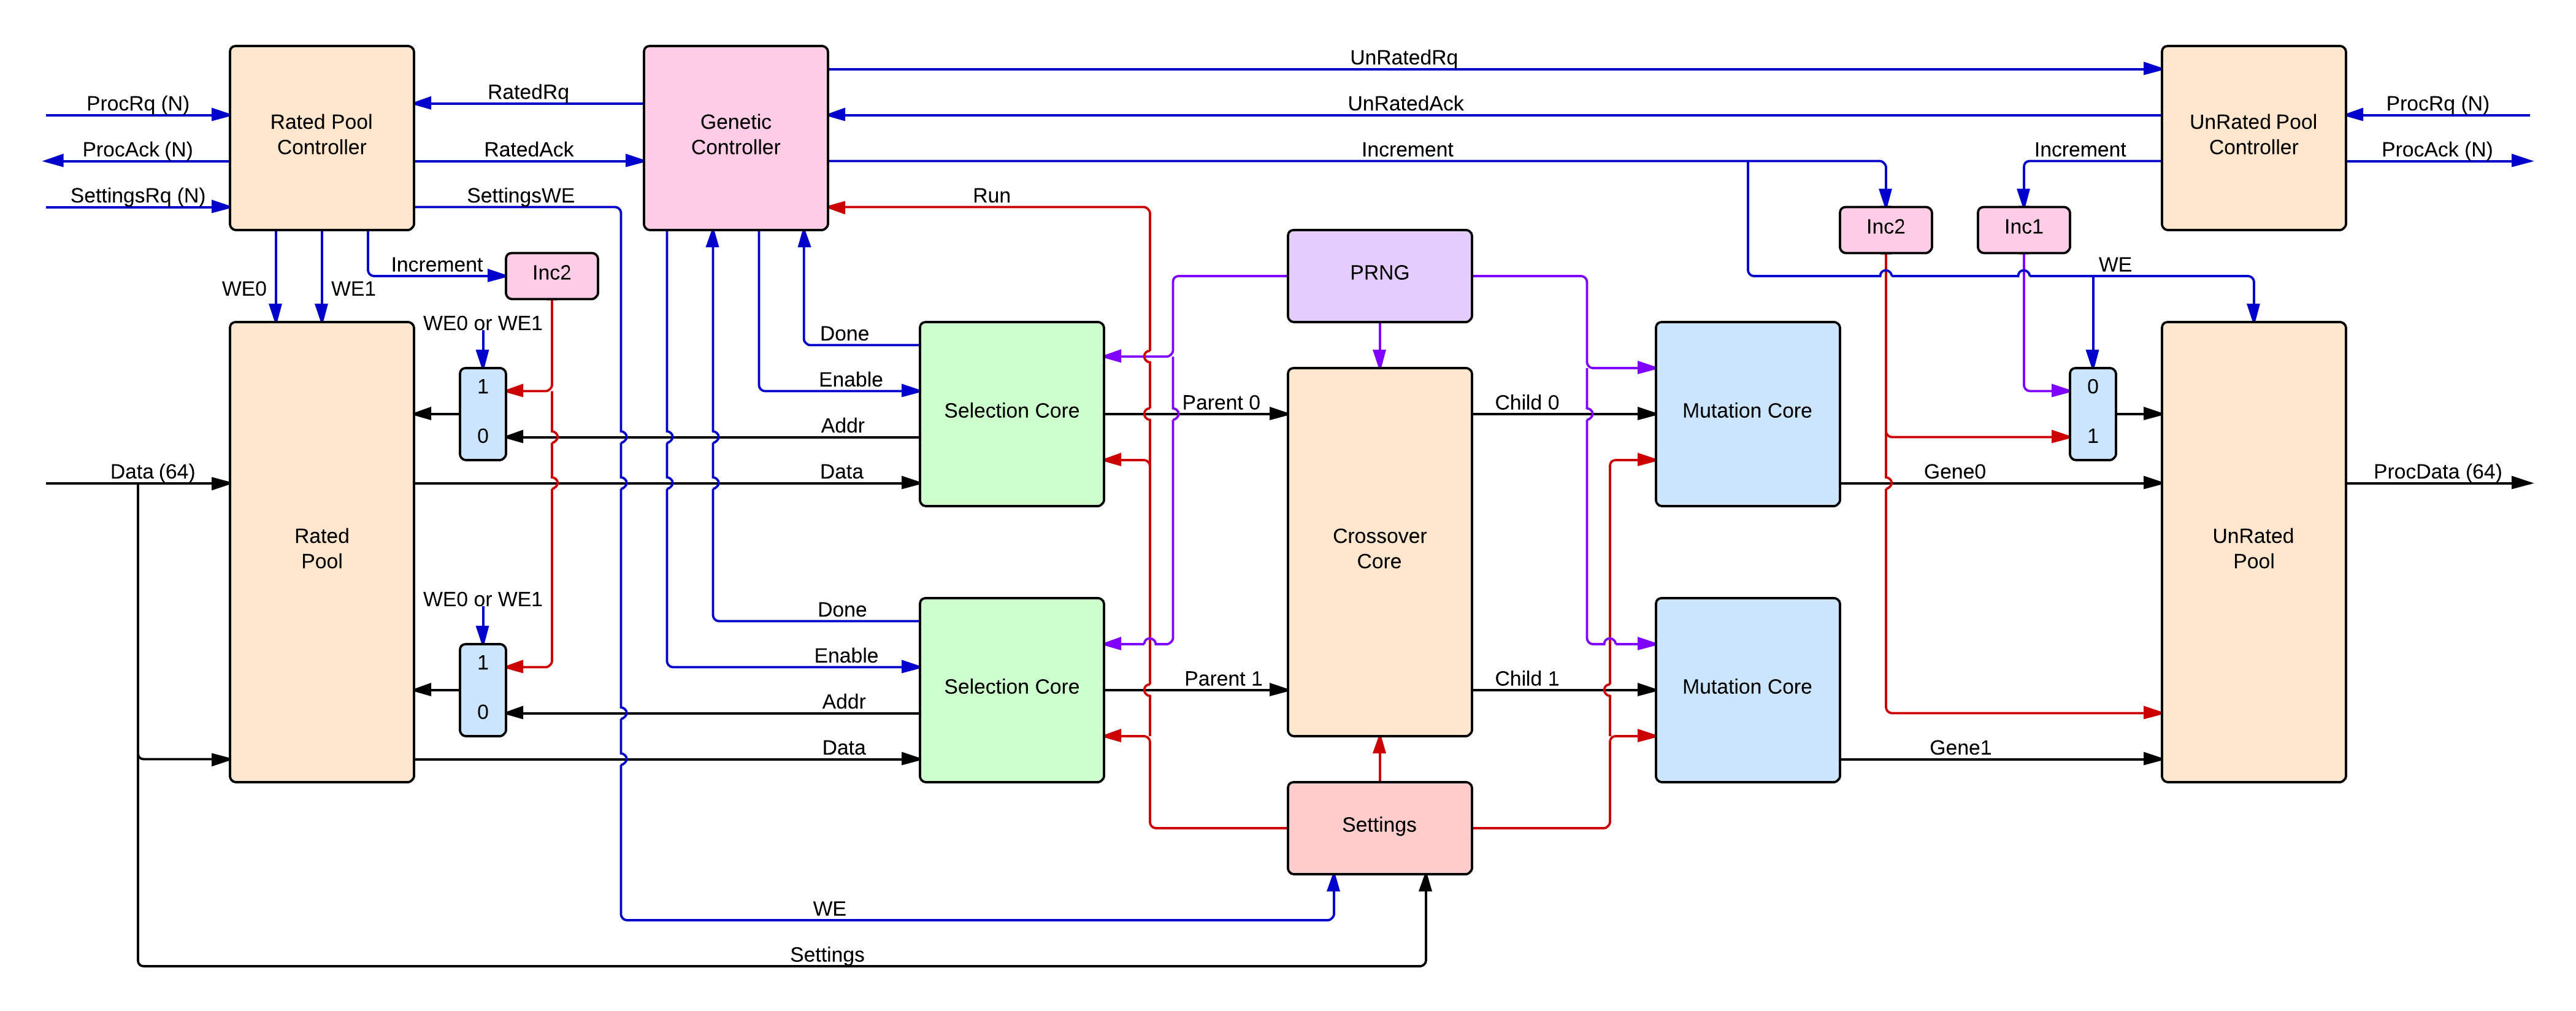 UnRatedRq
ProcRq (N)
Rated Pool
Controller
RatedRq
Genetic
Controller
UnRatedAck
UnRated Pool
Controller
ProcRq (N)
ProcAck (N)
RatedAck
Increment
Increment
ProcAck (N)
SettingsRq (N)
SettingsWE
Run
Inc2
Inc1
Increment
Inc2
PRNG
WE
WE0
WE1
WE0 or WE1
Done
1
Enable
0
Selection Core
Parent 0
Child 0
Mutation Core
0
Addr
1
Data (64)
Data
Gene0
ProcData (64)
Rated
Pool
Crossover
Core
UnRated
Pool
WE0 or WE1
Done
1
Enable
0
Selection Core
Parent 1
Child 1
Mutation Core
Addr
Data
Gene1
Settings
WE
Settings